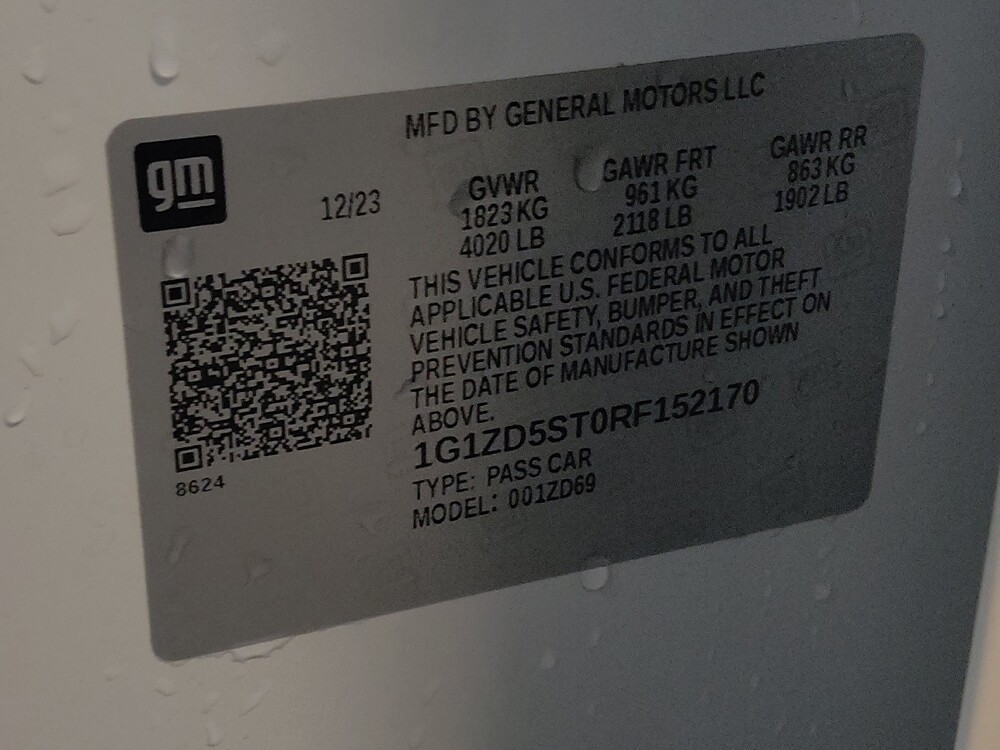 MFD BY GENERAL MOTORS LLC
gm
12/23
GVWR
1823 KG
4020 LB
GAWR FRT
961 KG
2118 LB
GAWR RR
863 KG
1902 LB
THIS VEHICLE CONFORMS TO ALL
APPLICABLE U.S. FEDERAL MOTOR
VEHICLE SAFETY, BUMPER, AND THEFT
PREVENTION STANDARDS IN EFFECT ON
THE DATE OF MANUFACTURE SHOWN
ABOVE.
1G1ZD5ST0RF152170
TYPE: PASS CAR
MODEL: 001ZD69
8624